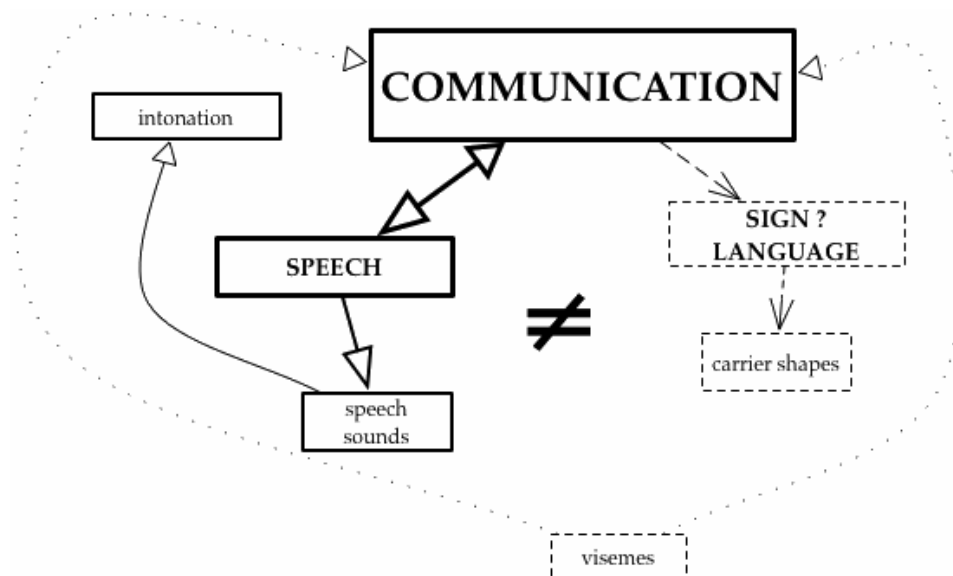 COMMUNICATION
intonation
SIGN ?
LANGUAGE
SPEECH
≠
carrier shapes
speech
sounds
visemes